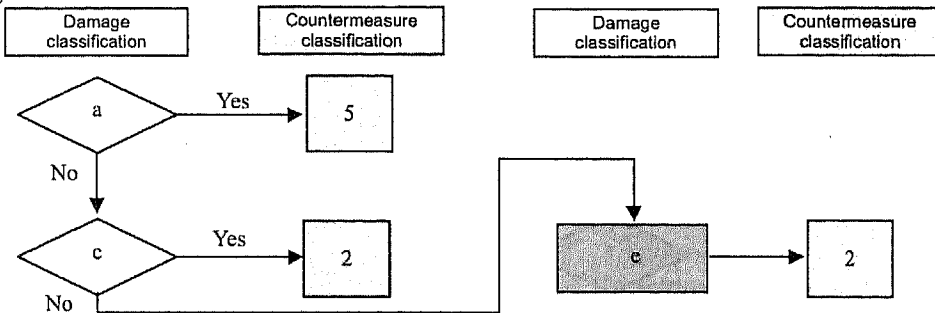 Damage
classification
Countermeasure
classification
Damage
classification
Countermeasure
classification
a
Yes
5
No
c
Yes
2
e
2
No